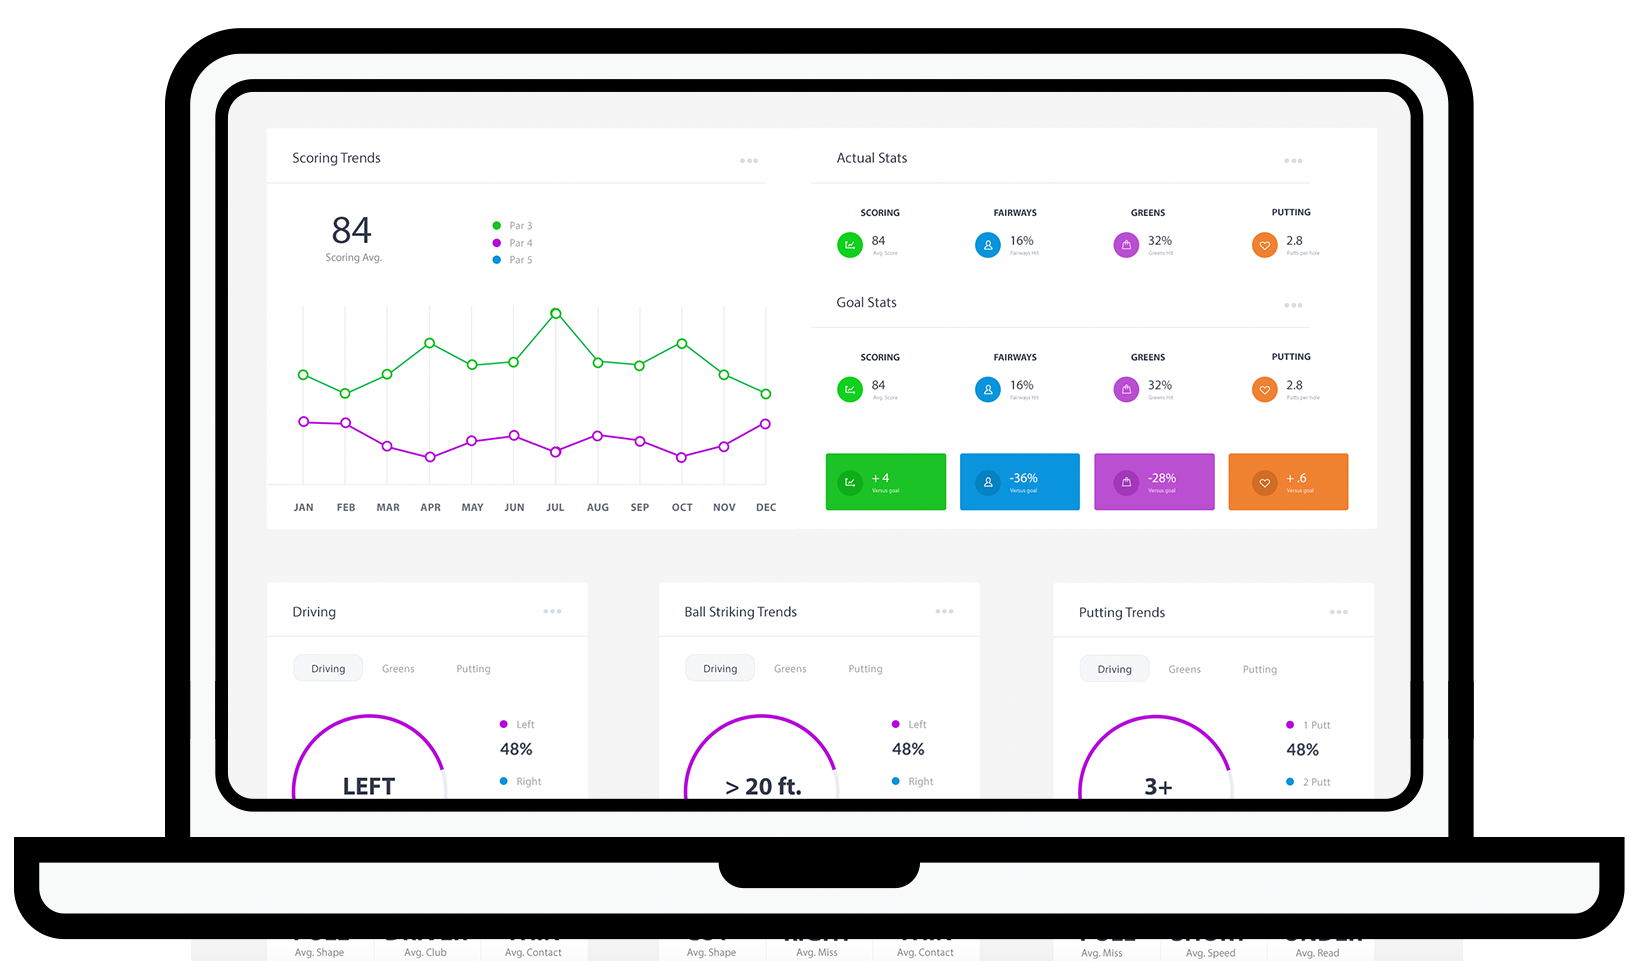 Scoring Trends
84
Scoring Avg.
Par 3
Par 4
Par 5
JAN FEB MAR APR MAY JUN JUL AUG SEP OCT NOV DEC
Actual Stats
SCORING FAIRWAYS GREENS PUTTING
84 16% 32% 2.8
Avg. Score Fairways Hit Greens Hit Putts per hole
Goal Stats
SCORING FAIRWAYS GREENS PUTTING
84 16% 32% 2.8
Avg. Score Fairways Hit Greens Hit Putts per hole
+ 4 -36% -28% + .6
Versus goal Versus goal Versus goal Versus goal
Driving
Driving Greens Putting
Left
48%
Right
LEFT
Ball Striking Trends
Driving Greens Putting
Left
48%
Right
> 20 ft.
Putting Trends
Driving Greens Putting
1 Putt
48%
2 Putt
3+
Avg. Shape Avg. Club Avg. Contact
Avg. Shape Avg. Miss Avg. Contact
Avg. Miss Avg. Speed Avg. Read